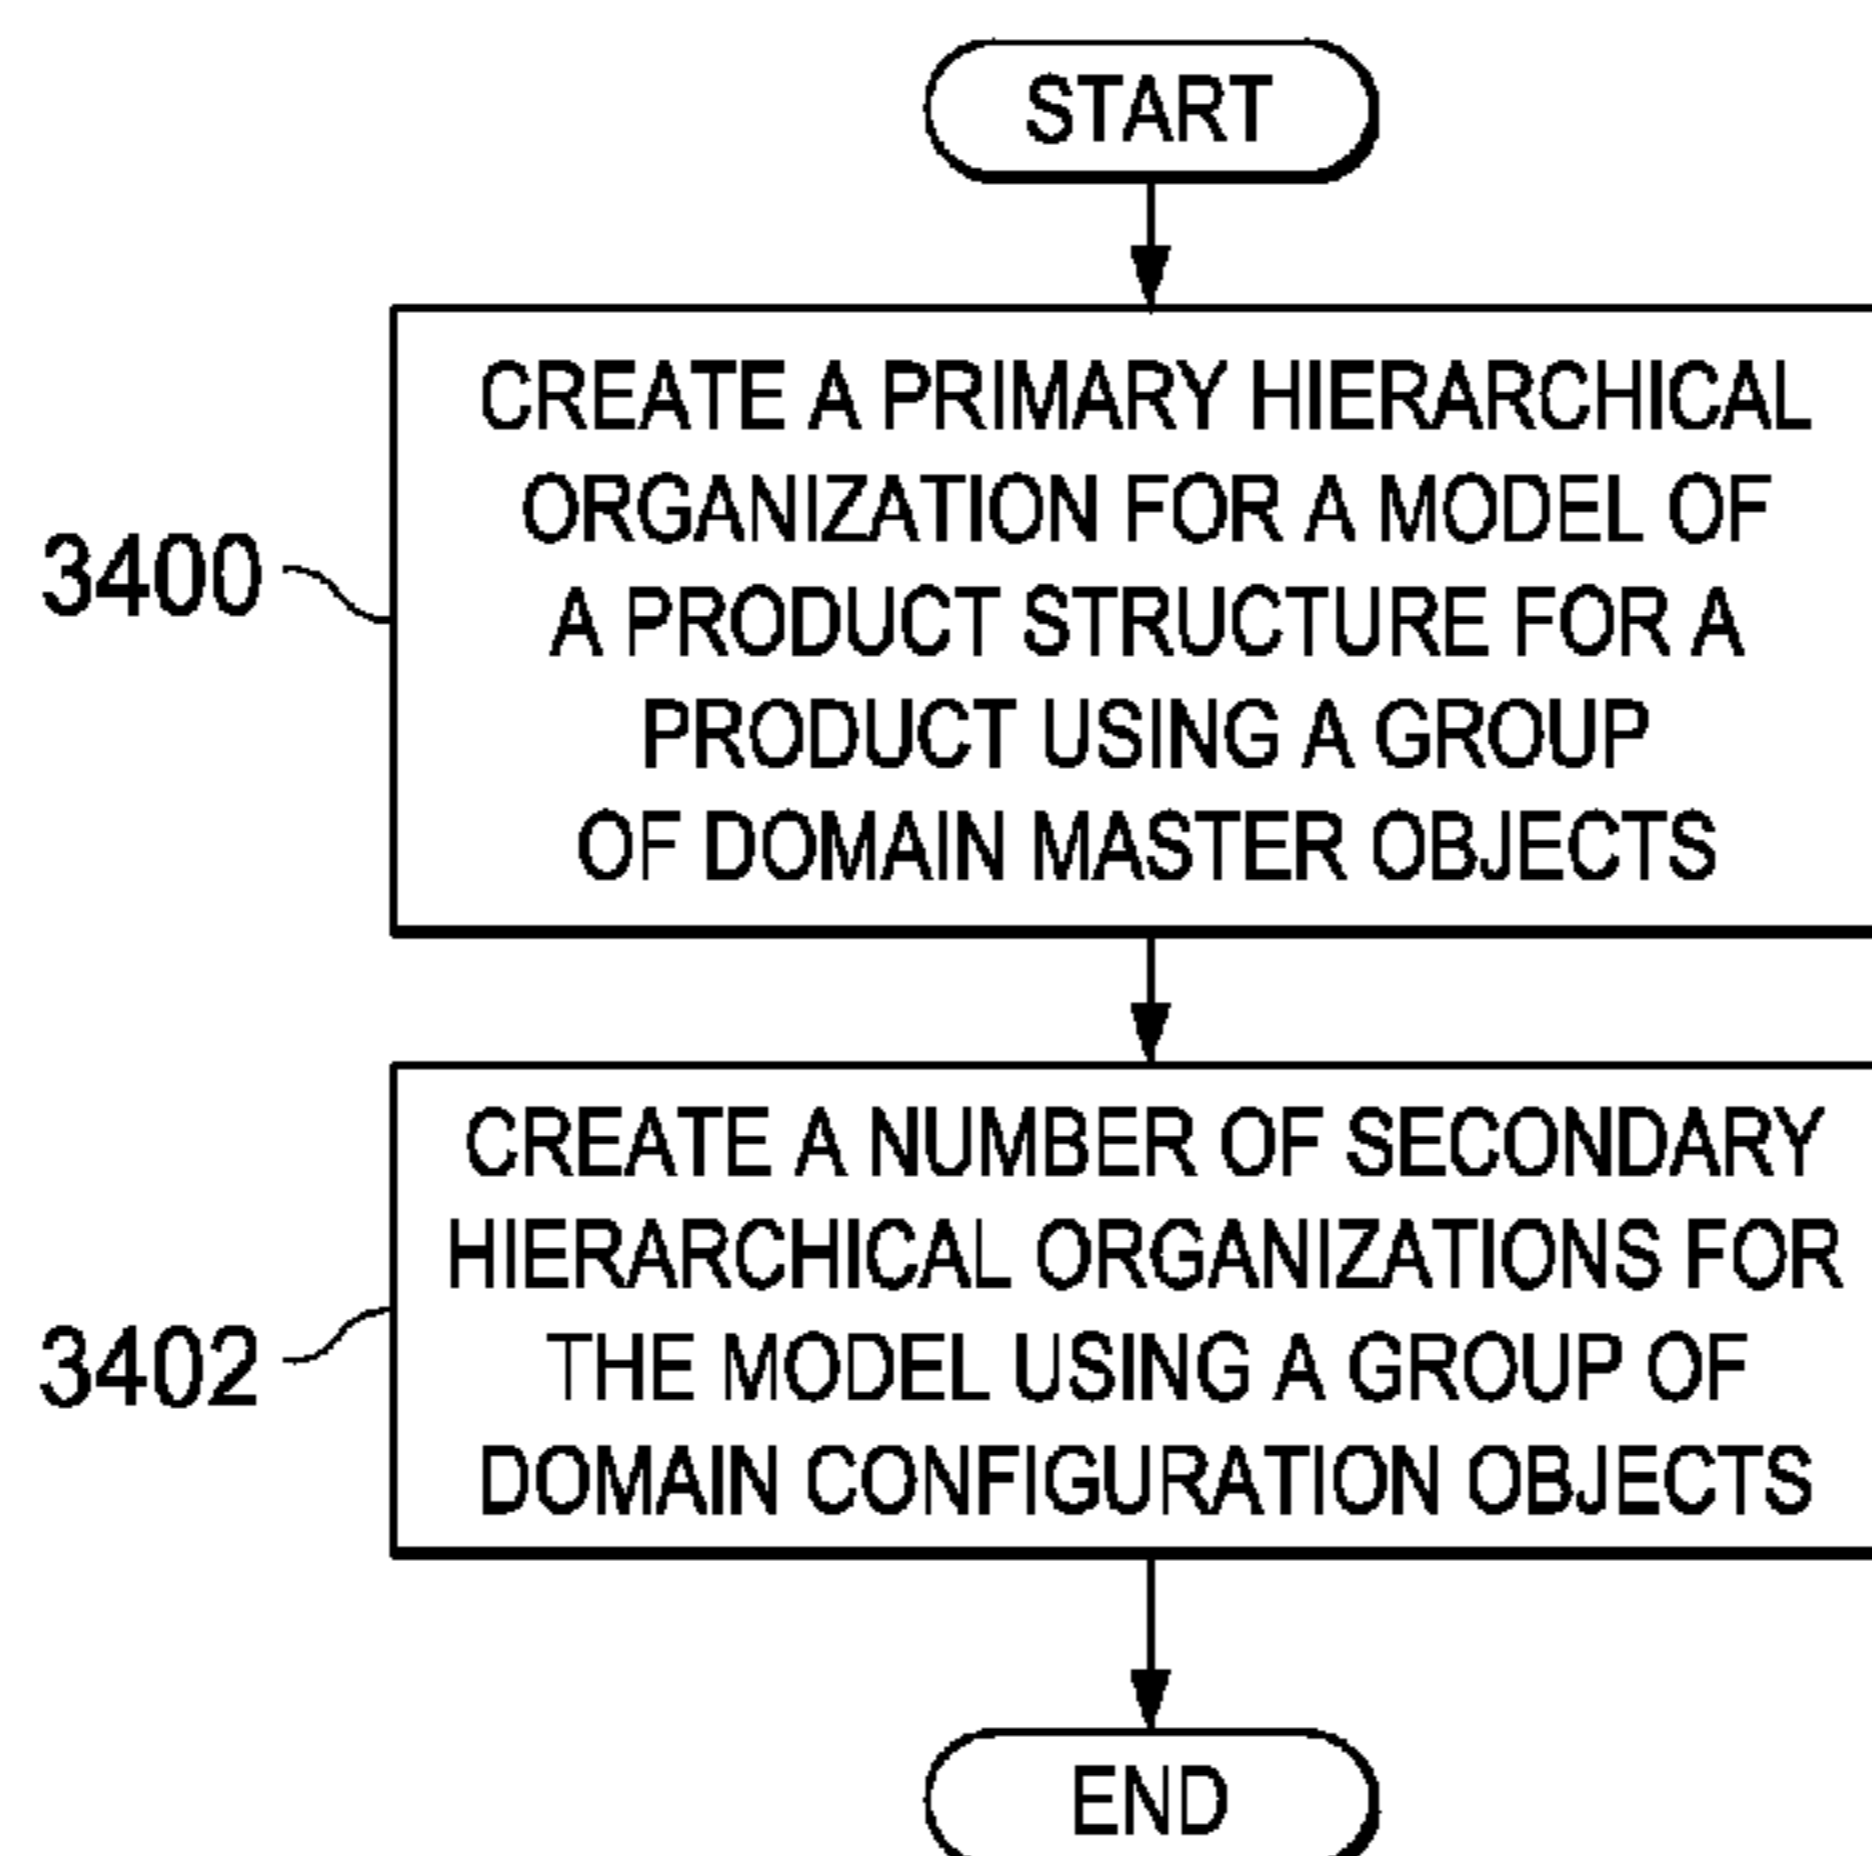 START
CREATE A PRIMARY HIERARCHICAL
ORGANIZATION FOR A MODEL OF
A PRODUCT STRUCTURE FOR A
PRODUCT USING A GROUP
OF DOMAIN MASTER OBJECTS
3400
CREATE A NUMBER OF SECONDARY
HIERARCHICAL ORGANIZATIONS FOR
THE MODEL USING A GROUP OF
DOMAIN CONFIGURATION OBJECTS
3402
END